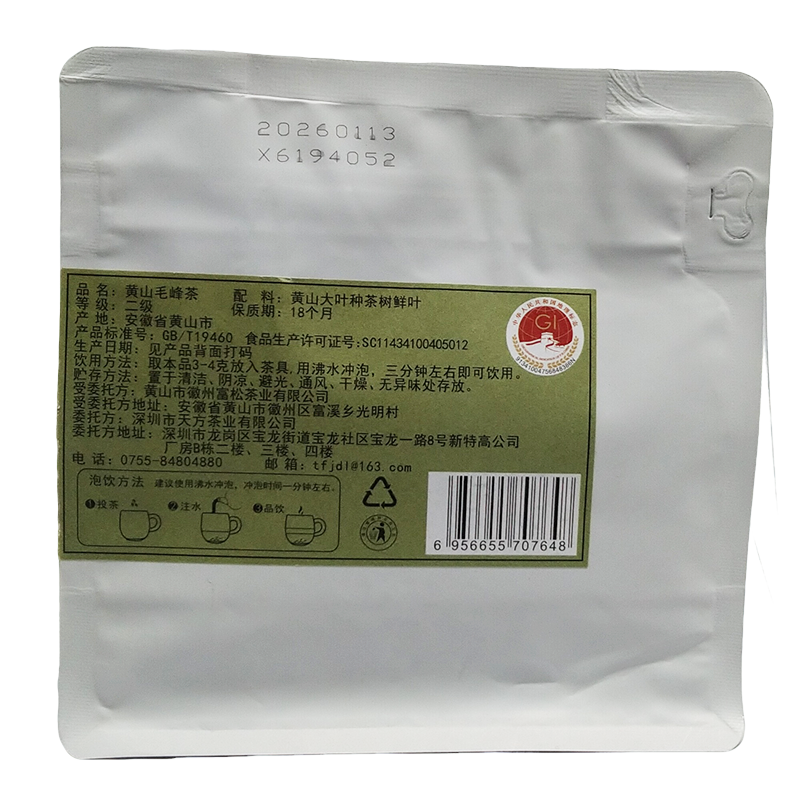 20260113
X6194052
品名：黄山毛峰茶 配 料：黄山大叶种茶树鲜叶
等级：二级 保质期：18个月
产地：安徽省黄山市
产品标准号：GB/T19460 食品生产许可证号：SC11434100405012
生产日期：见产品背面打码
饮用方法：取本品3-4克放入茶具,用沸水冲泡，三分钟左右即可饮用。
贮存方法：置于清洁、阴凉、避光、通风、干燥、无异味处存放。
受委托方：黄山市徽州富松茶业有限公司
受委托方地址：安徽省黄山市徽州区富溪乡光明村
委托方：深圳市天方茶业有限公司
委托方地址：深圳市龙岗区宝龙街道宝龙社区宝龙一路8号新特高公司
厂房B栋二楼、三楼、四楼
电话：0755-84804880 邮箱：tfjdl@163.com
中华人民共和国地理标志
GI
泡饮方法 建议使用沸水冲泡，冲泡时间一分钟左右。
1投茶 2注水 3品饮
6 956655 707648